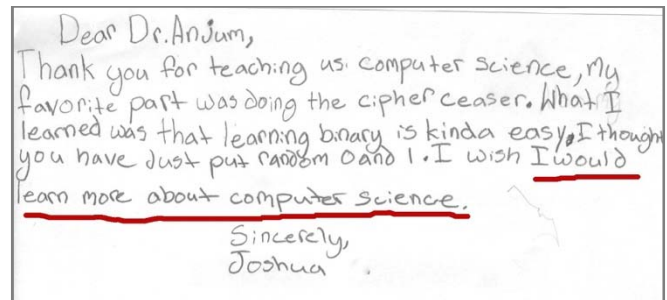 Dear Dr. Anjum,
Thank you for teaching us computer science, My
favorite part was doing the cipher ceaser. What I
learned was that learning binary is kinda easy, I thought
you have Just put random 0 and 1. I wish I would
learn more about computer science.
Sincerely,
Joshua